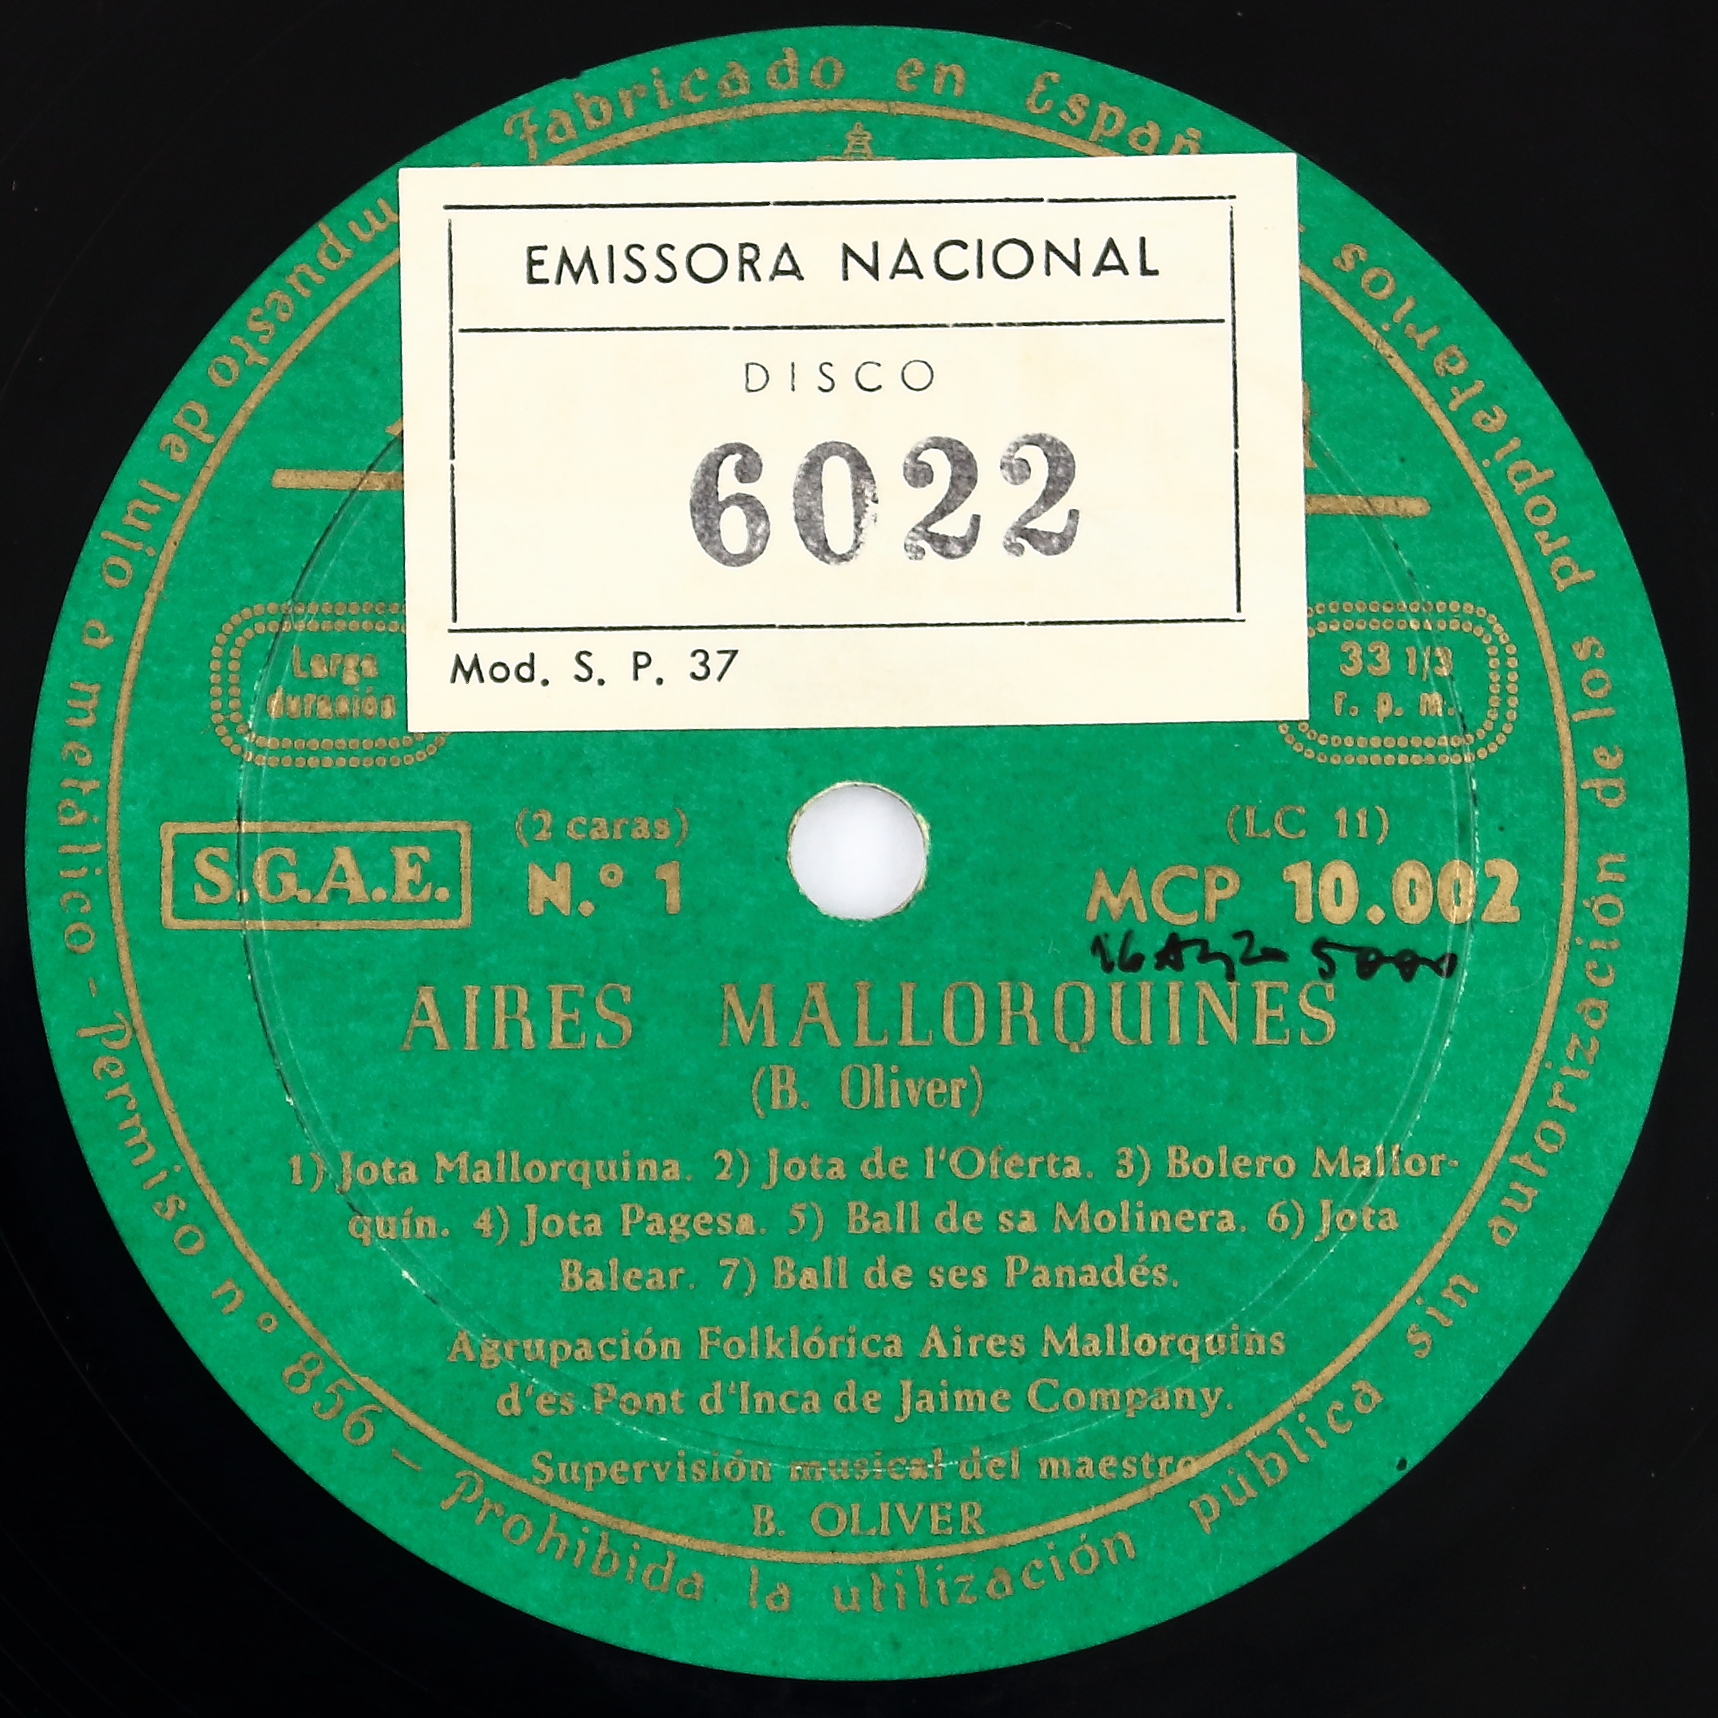 Fabricado en Españ
EMISSORA NACIONAL
DISCO
6022
Mod. S. P. 37
Larga
duración
33 1/3
r. p. m.
S.G.A.E.
(2 caras)
N.º 1
(LC 11)
MCP 10.002
AIRES MALLORQUINES
(B. Oliver)
1) Jota Mallorquina. 2) Jota de l'Oferta. 3) Bolero Mallor-
quín. 4) Jota Pagesa. 5) Ball de sa Molinera. 6) Jota
Balear. 7) Ball de ses Panadés.
Agrupación Folklórica Aires Mallorquins
d'es Pont d'Inca de Jaime Company.
Supervisión musical del maestro
B. OLIVER
mpuesto de lujo a metálico - Permiso n.º 856 - Prohibida la utilización pública sin autorización de los propietarios